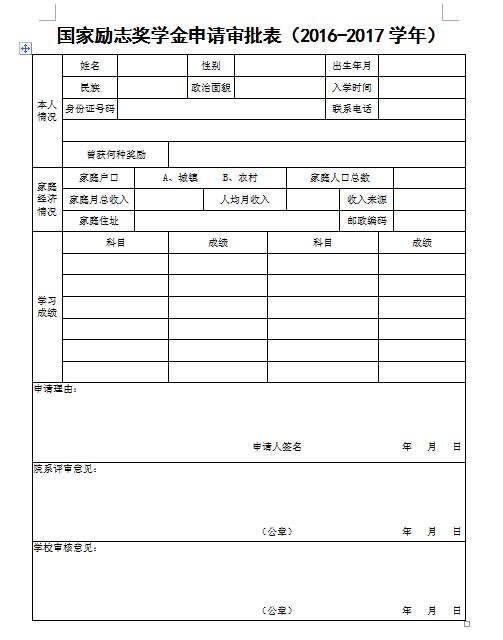 国家励志奖学金申请审批表（2016-2017 学年）
姓名 性别 出生年月
民族 政治面貌 入学时间
身份证号码 联系电话
本人
情况
曾获何种奖励
家庭户口 A、城镇 B、农村 家庭人口总数
家庭月总收入 人均月收入 收入来源
家庭住址 邮政编码
家庭
经济
情况
科目 成绩 科目 成绩
学习
成绩
申请理由：
申请人签名 年 月 日
院系评审意见：
（公章） 年 月 日
学校审核意见：
（公章） 年 月 日